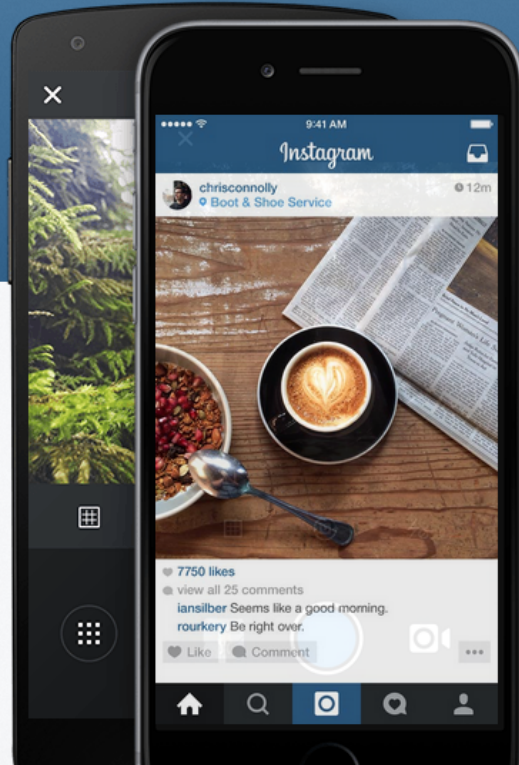 9:41 AM
Instagram
chrisconnolly
12m
Boot & Shoe Service
7750 likes
view all 25 comments
iansilber Seems like a good morning.
rourkery Be right over.
Like Comment